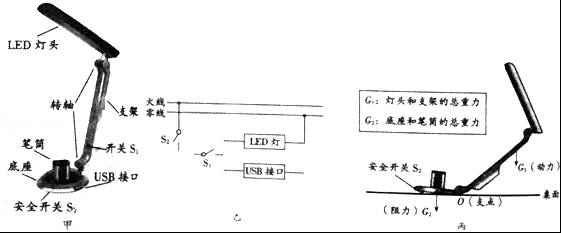 LED 灯头
转轴
支架
笔筒
开关 S₁
底座
USB 接口
安全开关 S₂
甲
火线
零线
S₂
S₁
LED 灯
USB 接口
乙
G₁：灯头和支架的总重力
G₂：底座和笔筒的总重力
安全开关 S₂
G₁（动力）
桌面
（阻力）G₂
O（支点）
丙